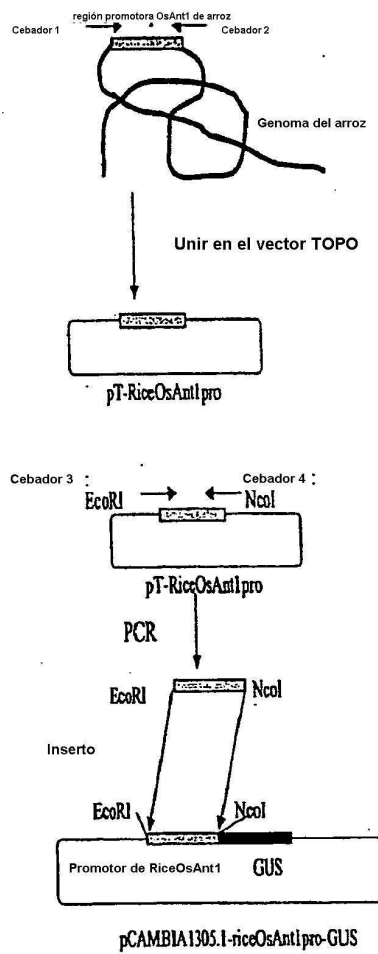 región promotora OsAnt1 de arroz
Cebador 1
Cebador 2
Genoma del arroz
Unir en el vector TOPO
pT-RiceOsAnt1pro
Cebador 3 :
Cebador 4 :
EcoRI
NcoI
pT-RiceOsAnt1pro
PCR
EcoRI
NcoI
Inserto
EcoRI
NcoI
Promotor de RiceOsAnt1
GUS
pCAMBIA1305.1-riceOsAnt1pro-GUS